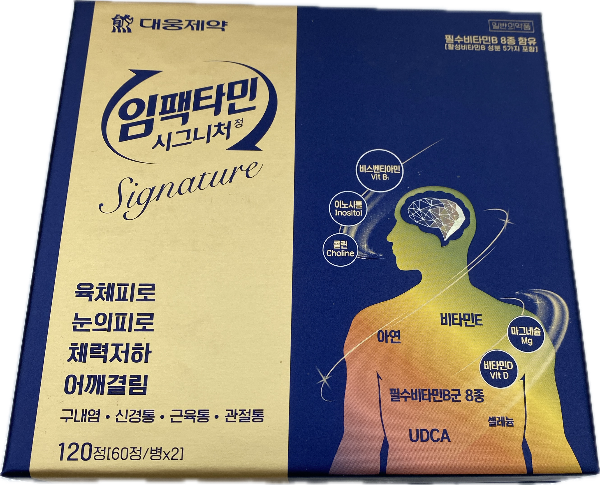 대웅제약
일반의약품
필수비타민B 8종 함유
[활성비타민B 성분 5가지 포함]
임팩타민
시그니처정
Signature
비스벤티아민
Vit B₁
이노시톨
Inositol
콜린
Choline
육체피로
눈의피로
체력저하
어깨결림
구내염 • 신경통 • 근육통 • 관절통
120정[60정/병x2]
비타민E
아연
마그네슘
Mg
비타민D
Vit D
필수비타민B군 8종
셀레늄
UDCA